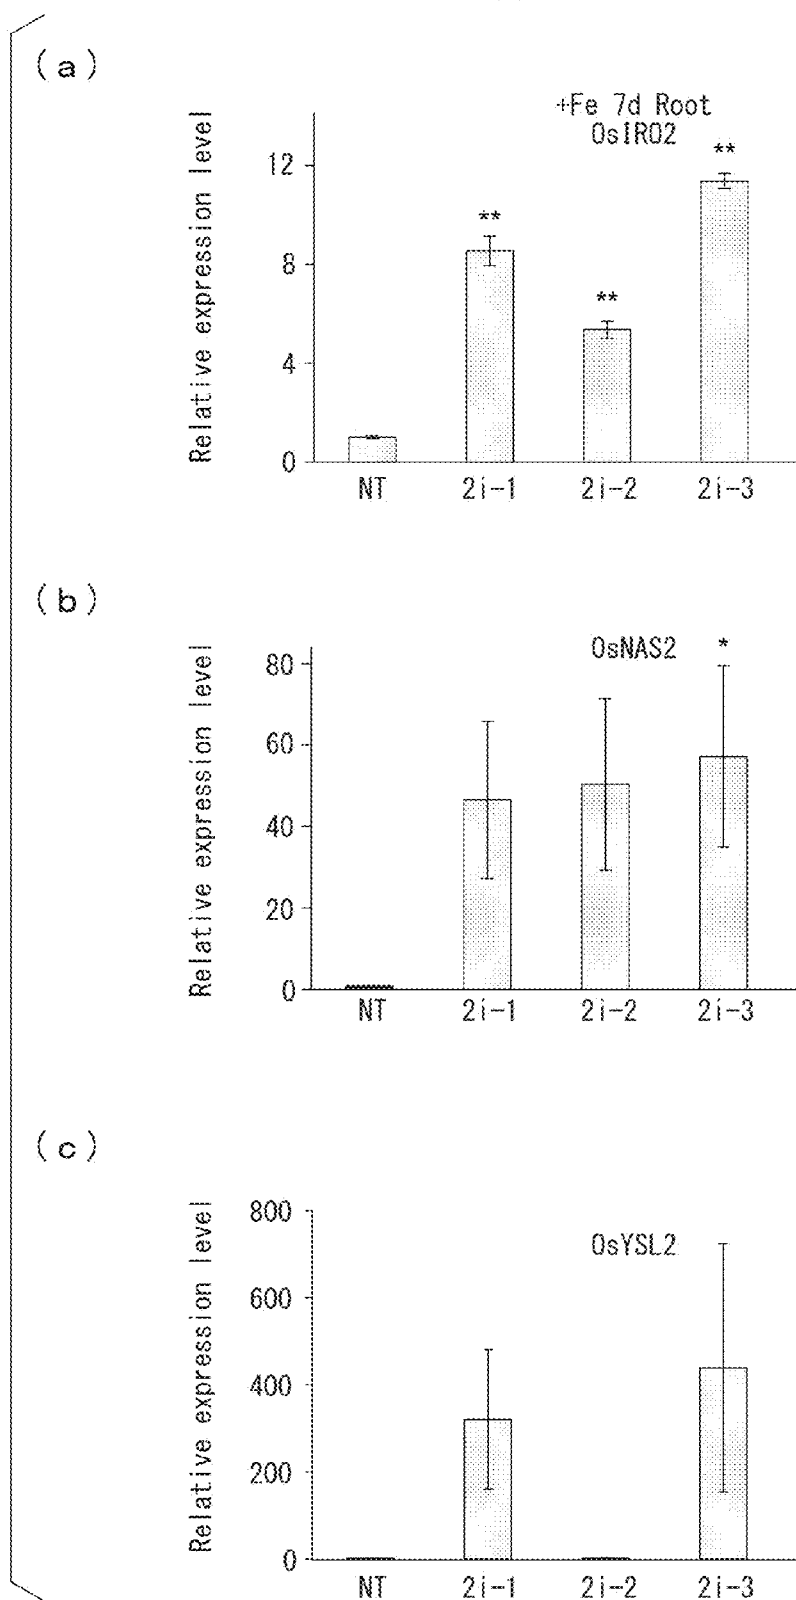 (a)
+Fe 7d Root
OsIRO2
Relative expression level
12
8
4
0
**
**
**
NT 2i-1 2i-2 2i-3
(b)
OsNAS2
*
Relative expression level
80
60
40
20
0
NT 2i-1 2i-2 2i-3
(c)
OsYSL2
Relative expression level
800
600
400
200
0
NT 2i-1 2i-2 2i-3